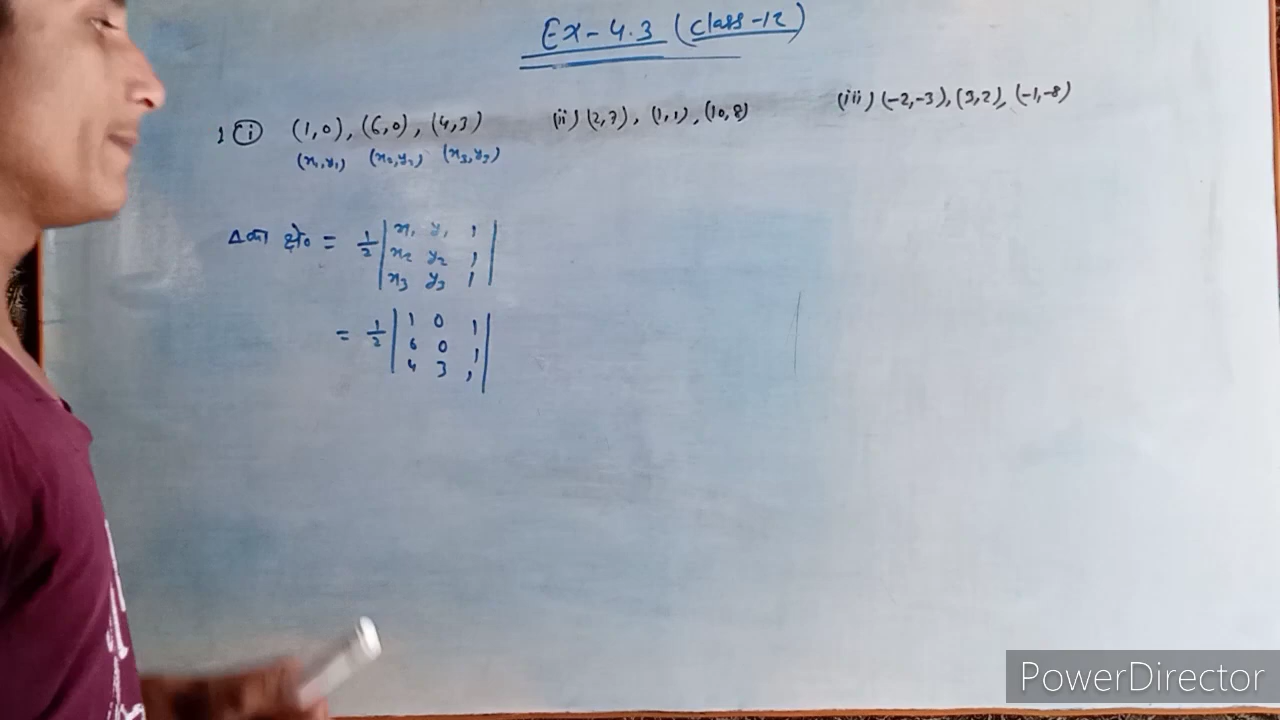 Ex-4.3 (Class-12)
1 (i) (1,0), (6,0), (4,3)
(x₁,y₁) (x₂,y₂) (x₃,y₃)
(ii) (2,7), (1,1), (10,8)
(iii) (-2,-3), (3,2), (-1,-8)
Δ का क्षे० = 1/2 | x₁ y₁ 1 |
| x₂ y₂ 1 |
| x₃ y₃ 1 |
= 1/2 | 1 0 1 |
| 6 0 1 |
| 4 3 1 |
PowerDirector